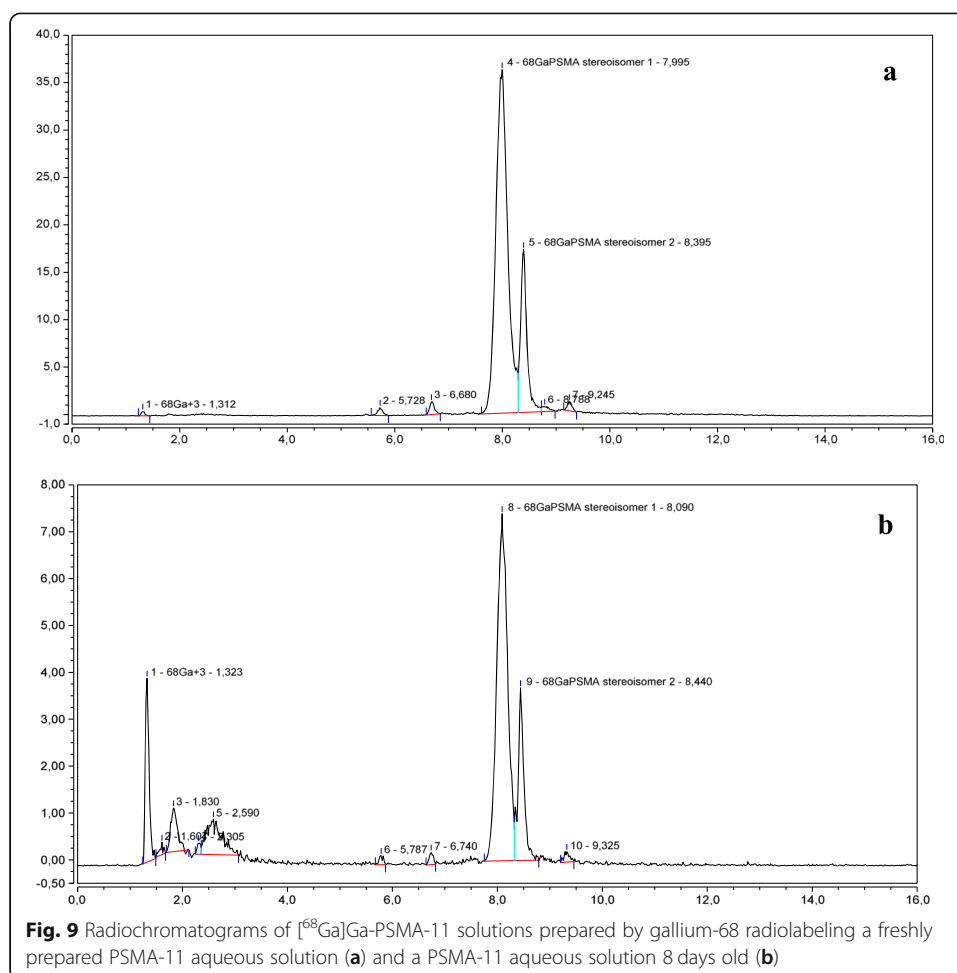 40,0
35,0
30,0
25,0
20,0
15,0
10,0
5,0
-1,0
4 - 68GaPSMA stereoisomer 1 - 7,995
a
5 - 68GaPSMA stereoisomer 2 - 8,395
1 - 68Ga+3 - 1,312
2 - 5,728
3 - 6,680
6 -
7 - 9,245
0,0 2,0 4,0 6,0 8,0 10,0 12,0 14,0 16,0
8,00
7,00
6,00
5,00
4,00
3,00
2,00
1,00
0,00
-0,50
8 - 68GaPSMA stereoisomer 1 - 8,090
b
1 - 68Ga+3 - 1,323
9 - 68GaPSMA stereoisomer 2 - 8,440
3 - 1,830
5 - 2,590
2 -
6 - 5,787
7 - 6,740
10 - 9,325
0,0 2,0 4,0 6,0 8,0 10,0 12,0 14,0 16,0
Fig. 9 Radiochromatograms of [⁶⁸Ga]Ga-PSMA-11 solutions prepared by gallium-68 radiolabeling a freshly
prepared PSMA-11 aqueous solution (a) and a PSMA-11 aqueous solution 8 days old (b)